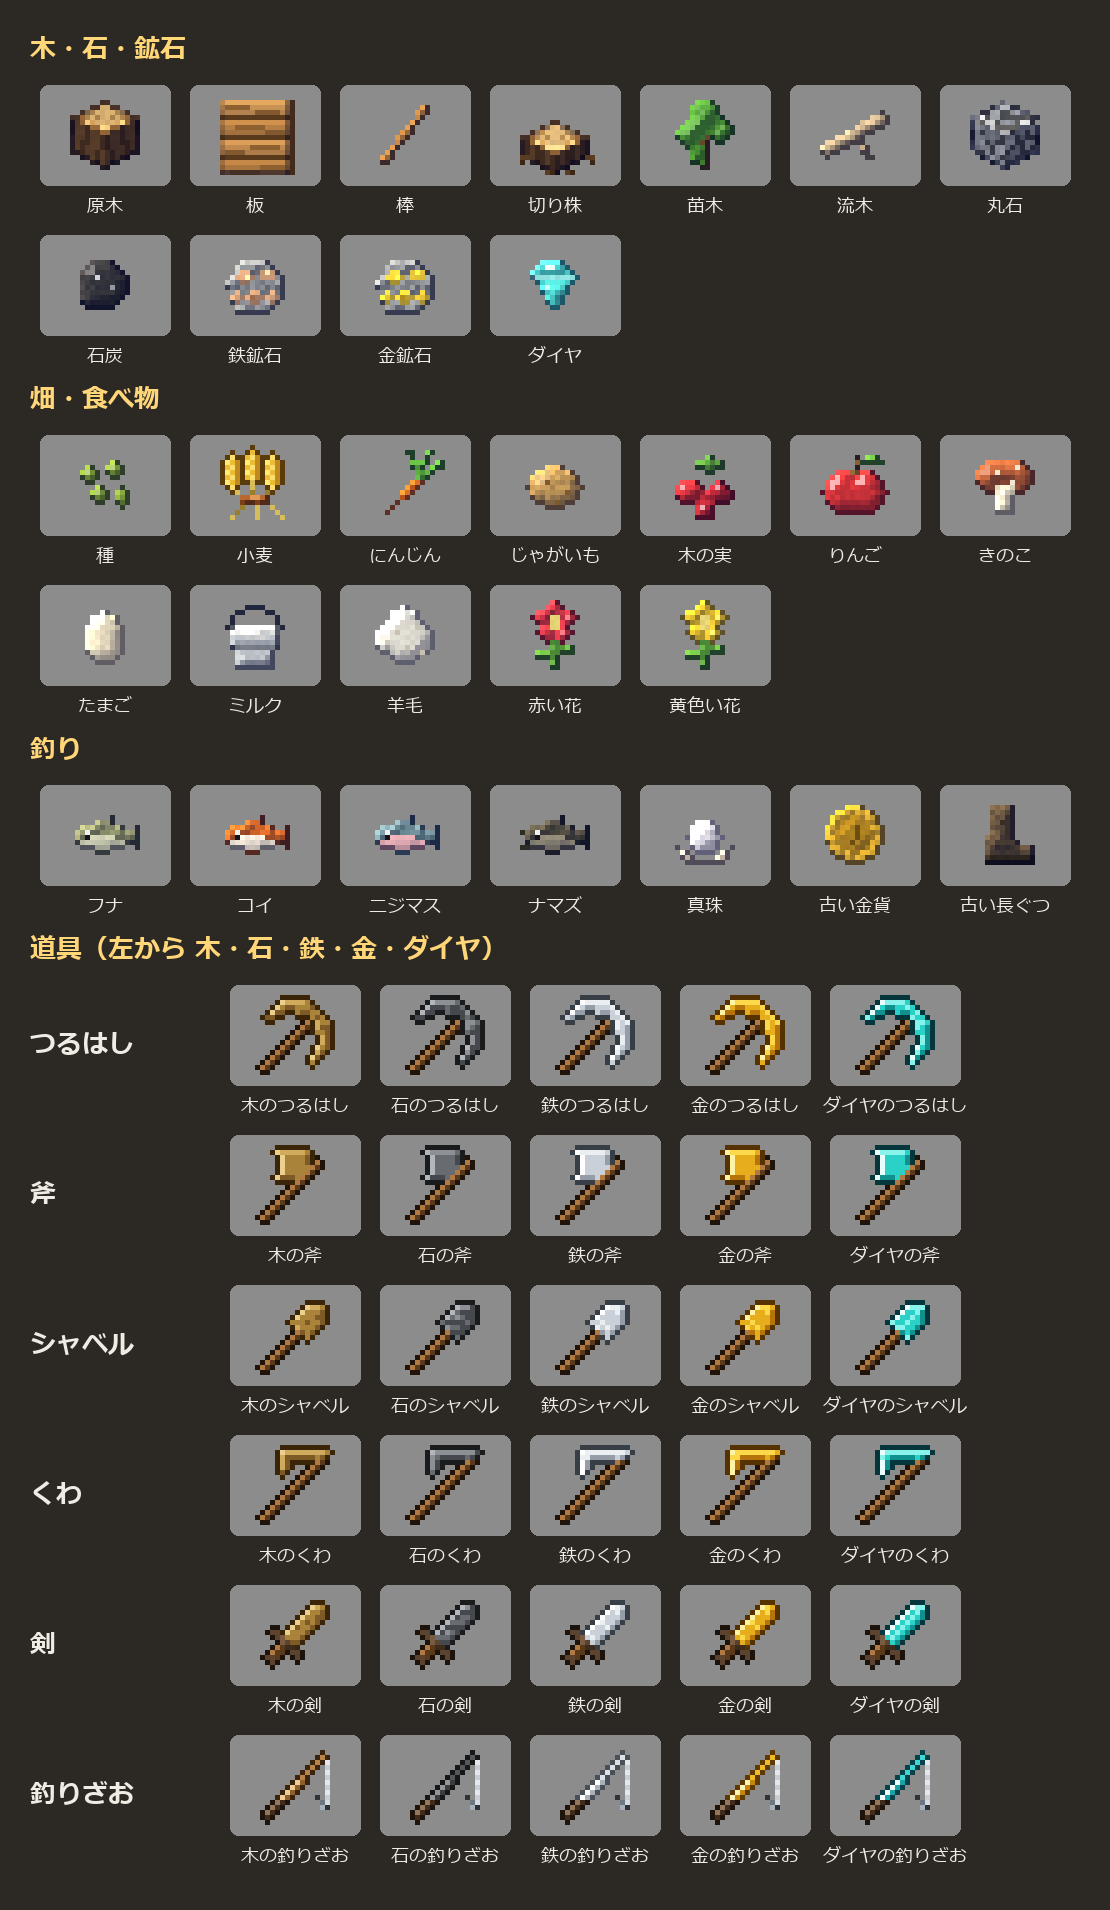 木・石・鉱石
原木 板 棒 切り株 苗木 流木 丸石
石炭 鉄鉱石 金鉱石 ダイヤ
畑・食べ物
種 小麦 にんじん じゃがいも 木の実 りんご きのこ
たまご ミルク 羊毛 赤い花 黄色い花
釣り
フナ コイ ニジマス ナマズ 真珠 古い金貨 古い長ぐつ
道具（左から 木・石・鉄・金・ダイヤ）
つるはし
木のつるはし 石のつるはし 鉄のつるはし 金のつるはし ダイヤのつるはし
斧
木の斧 石の斧 鉄の斧 金の斧 ダイヤの斧
シャベル
木のシャベル 石のシャベル 鉄のシャベル 金のシャベル ダイヤのシャベル
くわ
木のくわ 石のくわ 鉄のくわ 金のくわ ダイヤのくわ
剣
木の剣 石の剣 鉄の剣 金の剣 ダイヤの剣
釣りざお
木の釣りざお 石の釣りざお 鉄の釣りざお 金の釣りざお ダイヤの釣りざお